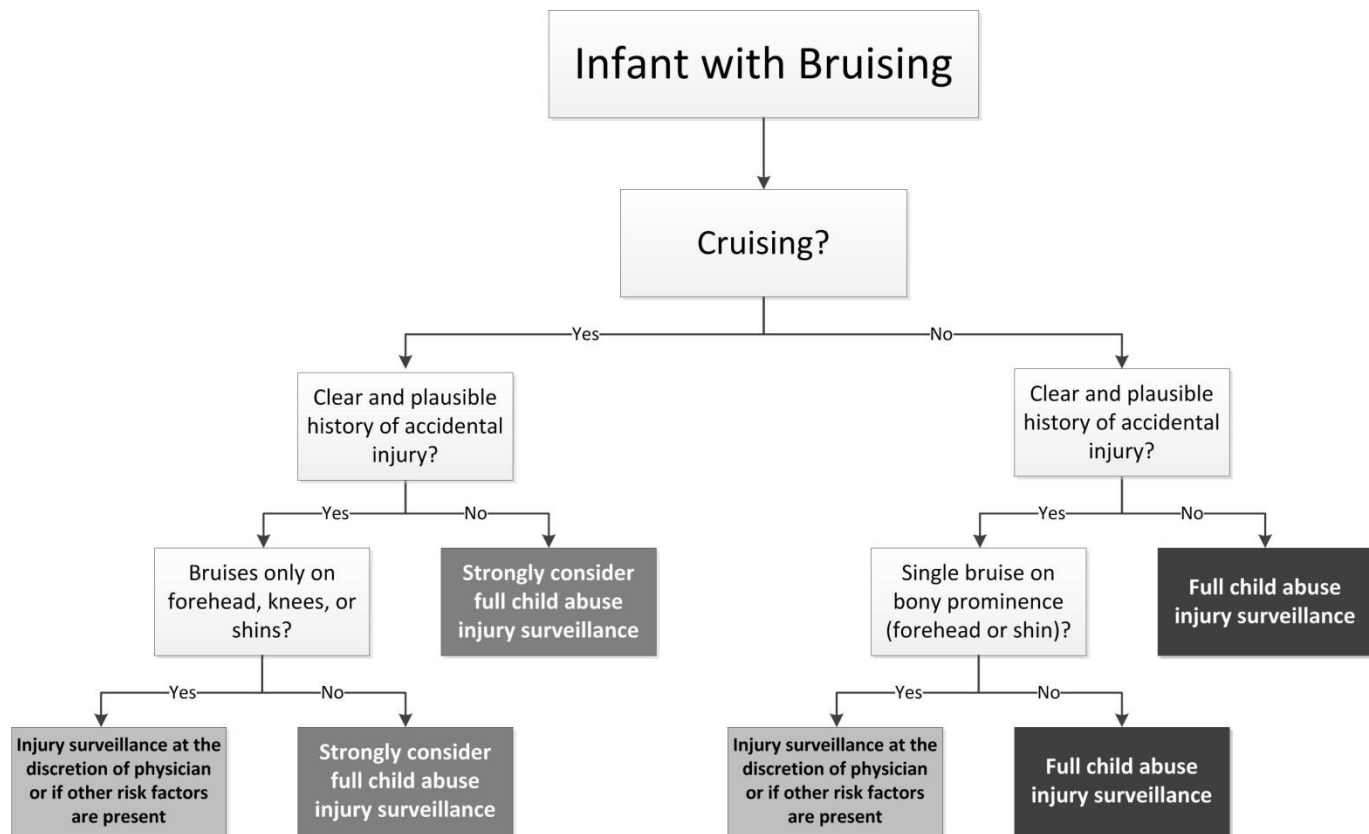 Infant with Bruising
Cruising?
Yes
No
Clear and plausible
history of accidental
injury?
Clear and plausible
history of accidental
injury?
Yes
No
Yes
No
Bruises only on
forehead, knees, or
shins?
Strongly consider
full child abuse
injury surveillance
Single bruise on
bony prominence
(forehead or shin)?
Full child abuse
injury surveillance
Yes
No
Yes
No
Injury surveillance at the
discretion of physician
or if other risk factors
are present
Strongly consider
full child abuse
injury surveillance
Injury surveillance at the
discretion of physician
or if other risk factors
are present
Full child abuse
injury surveillance